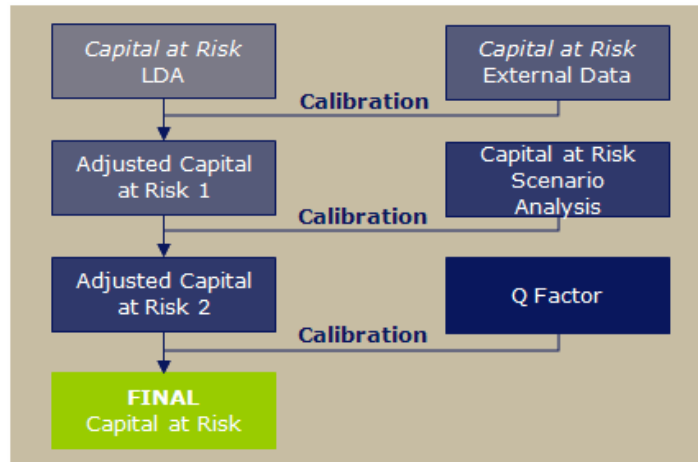 Capital at Risk
LDA
Capital at Risk
External Data
Calibration
Adjusted Capital
at Risk 1
Capital at Risk
Scenario
Analysis
Calibration
Adjusted Capital
at Risk 2
Q Factor
Calibration
FINAL
Capital at Risk